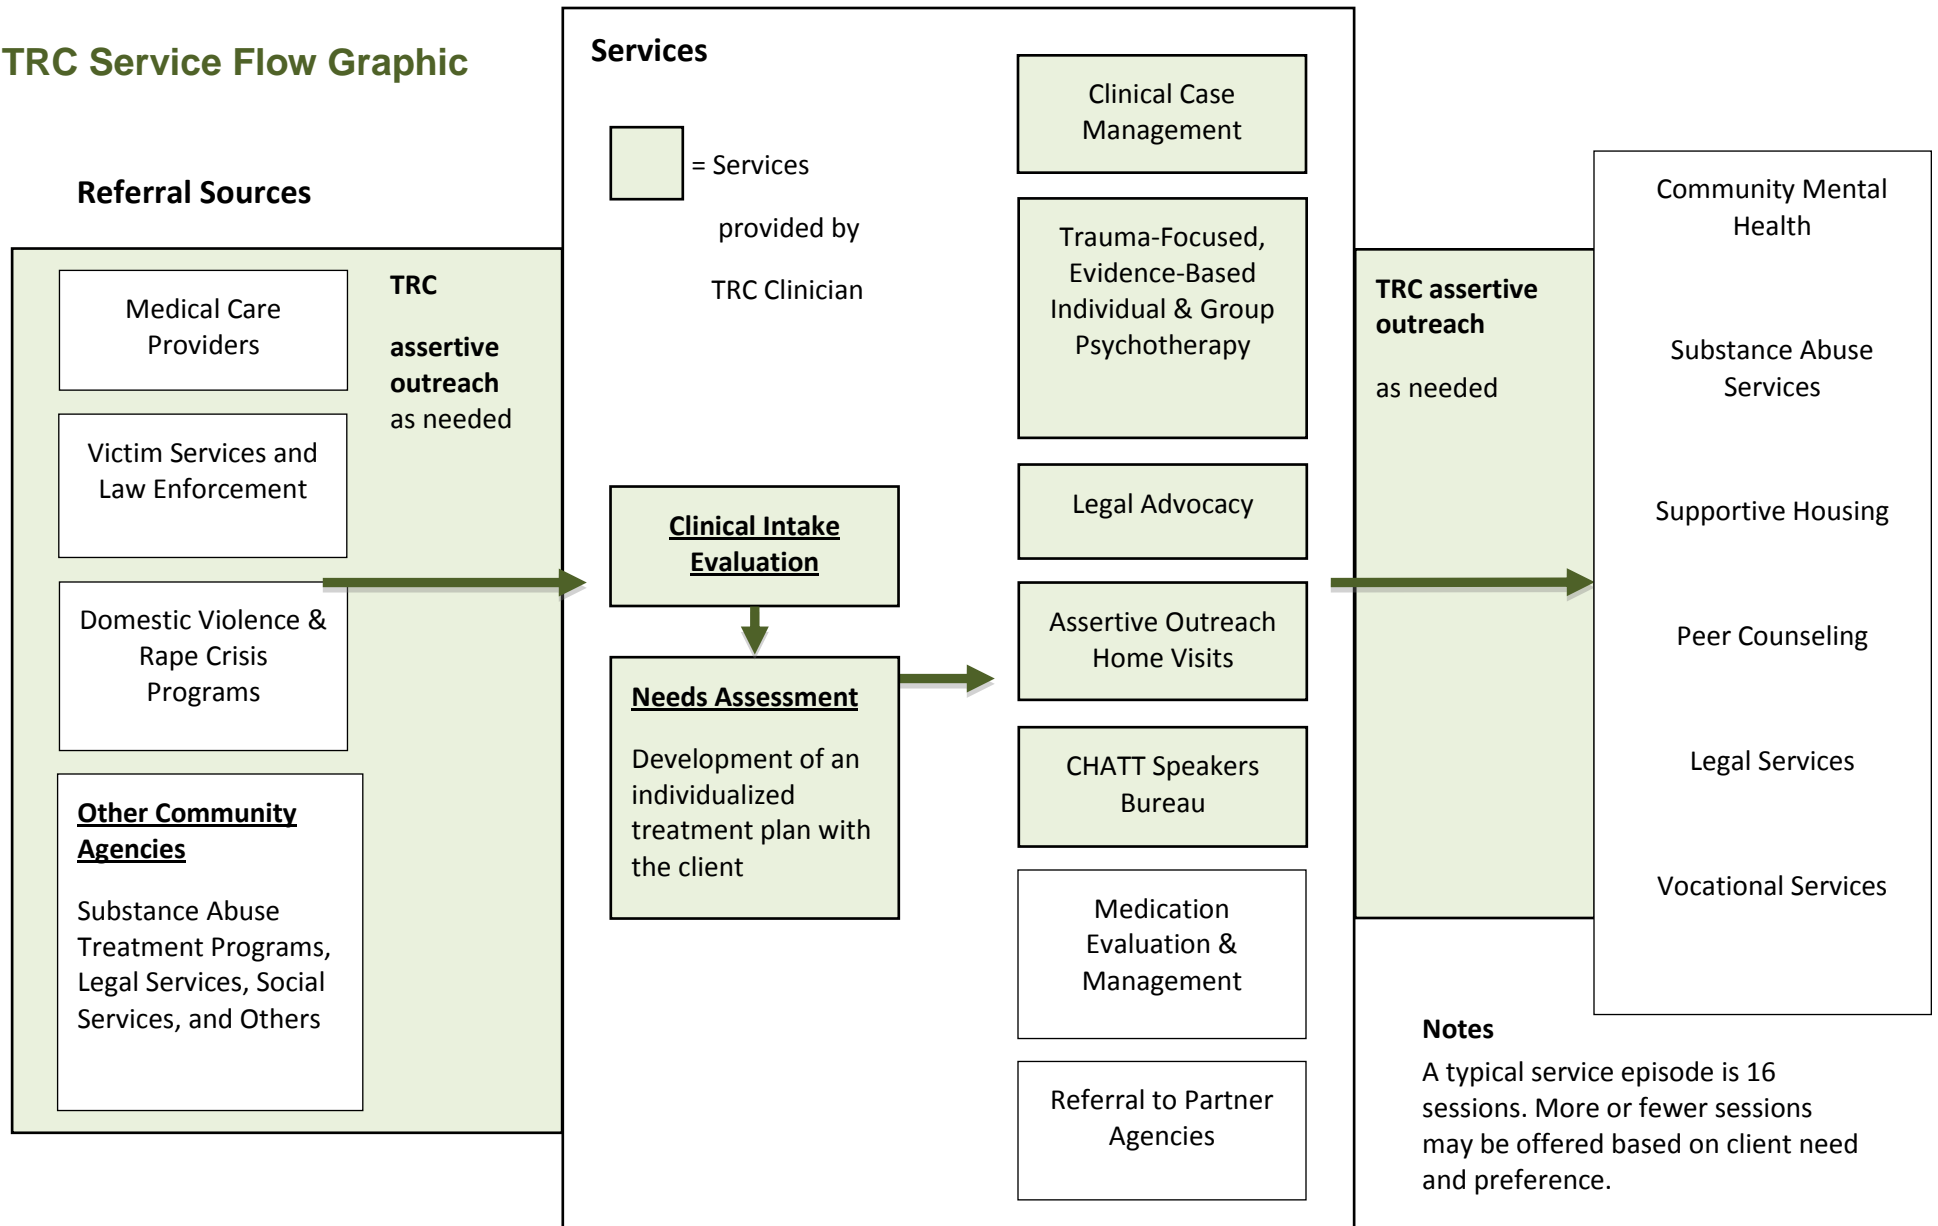 TRC Service Flow Graphic
Referral Sources
Medical Care
Providers
Victim Services and
Law Enforcement
Domestic Violence &
Rape Crisis
Programs
Other Community
Agencies
Substance Abuse
Treatment Programs,
Legal Services, Social
Services, and Others
TRC
assertive
outreach
as needed
Services
= Services
provided by
TRC Clinician
Clinical Intake
Evaluation
Needs Assessment
Development of an
individualized
treatment plan with
the client
Clinical Case
Management
Trauma-Focused,
Evidence-Based
Individual & Group
Psychotherapy
Legal Advocacy
Assertive Outreach
Home Visits
CHATT Speakers
Bureau
Medication
Evaluation &
Management
Referral to Partner
Agencies
TRC assertive
outreach
as needed
Community Mental
Health
Substance Abuse
Services
Supportive Housing
Peer Counseling
Legal Services
Vocational Services
Notes
A typical service episode is 16
sessions. More or fewer sessions
may be offered based on client need
and preference.